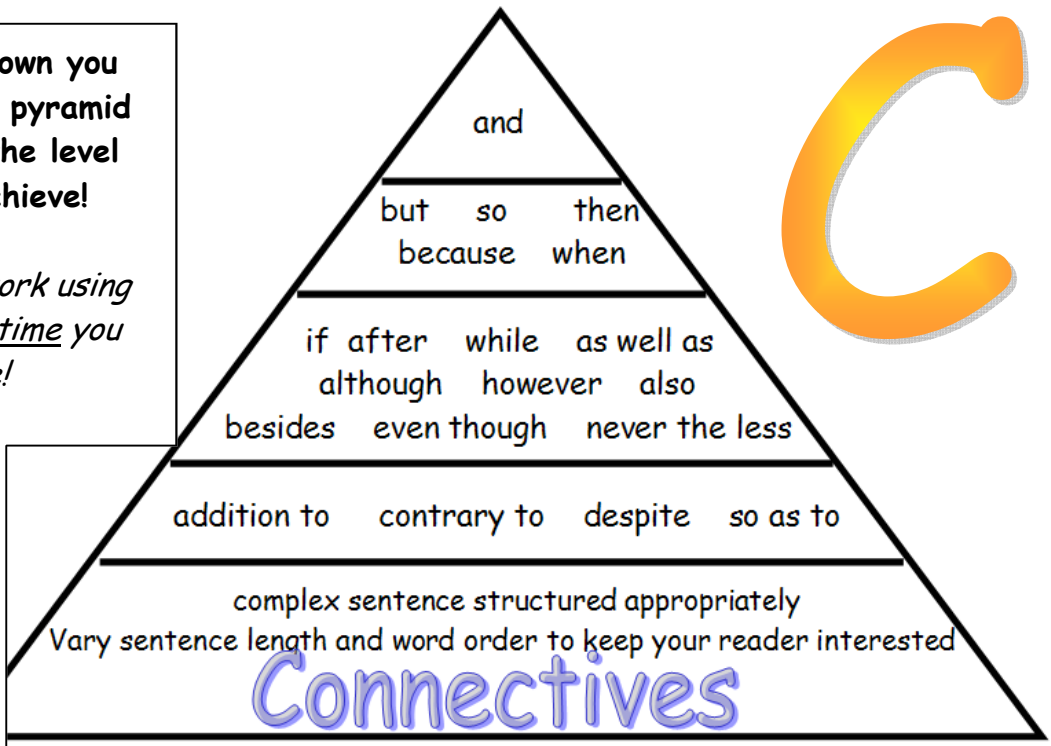 own you
pyramid
he level
hieve!
ork using
time you
!
C
and
but so then
because when
if after while as well as
although however also
besides even though never the less
addition to contrary to despite so as to
complex sentence structured appropriately
Vary sentence length and word order to keep your reader interested
Connectives